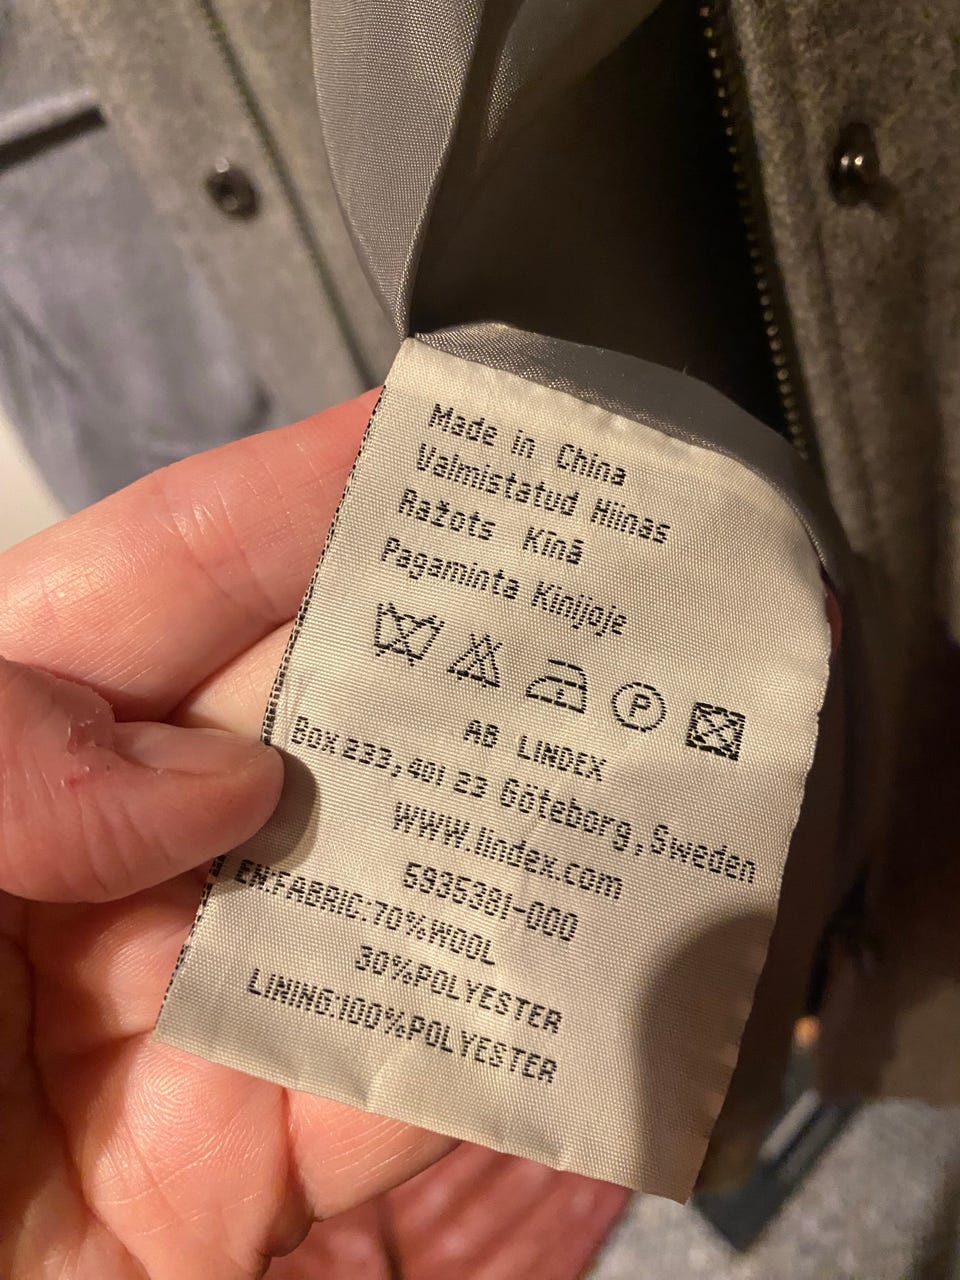 Made in China
Valmistatud Hiinas
Ražots Ķīnā
Pagaminta Kinijoje
P
AB LINDEX
Box 233, 401 23 Göteborg, Sweden
www.lindex.com
5935381-000
EN:FABRIC:70%WOOL
30%POLYESTER
LINING:100%POLYESTER